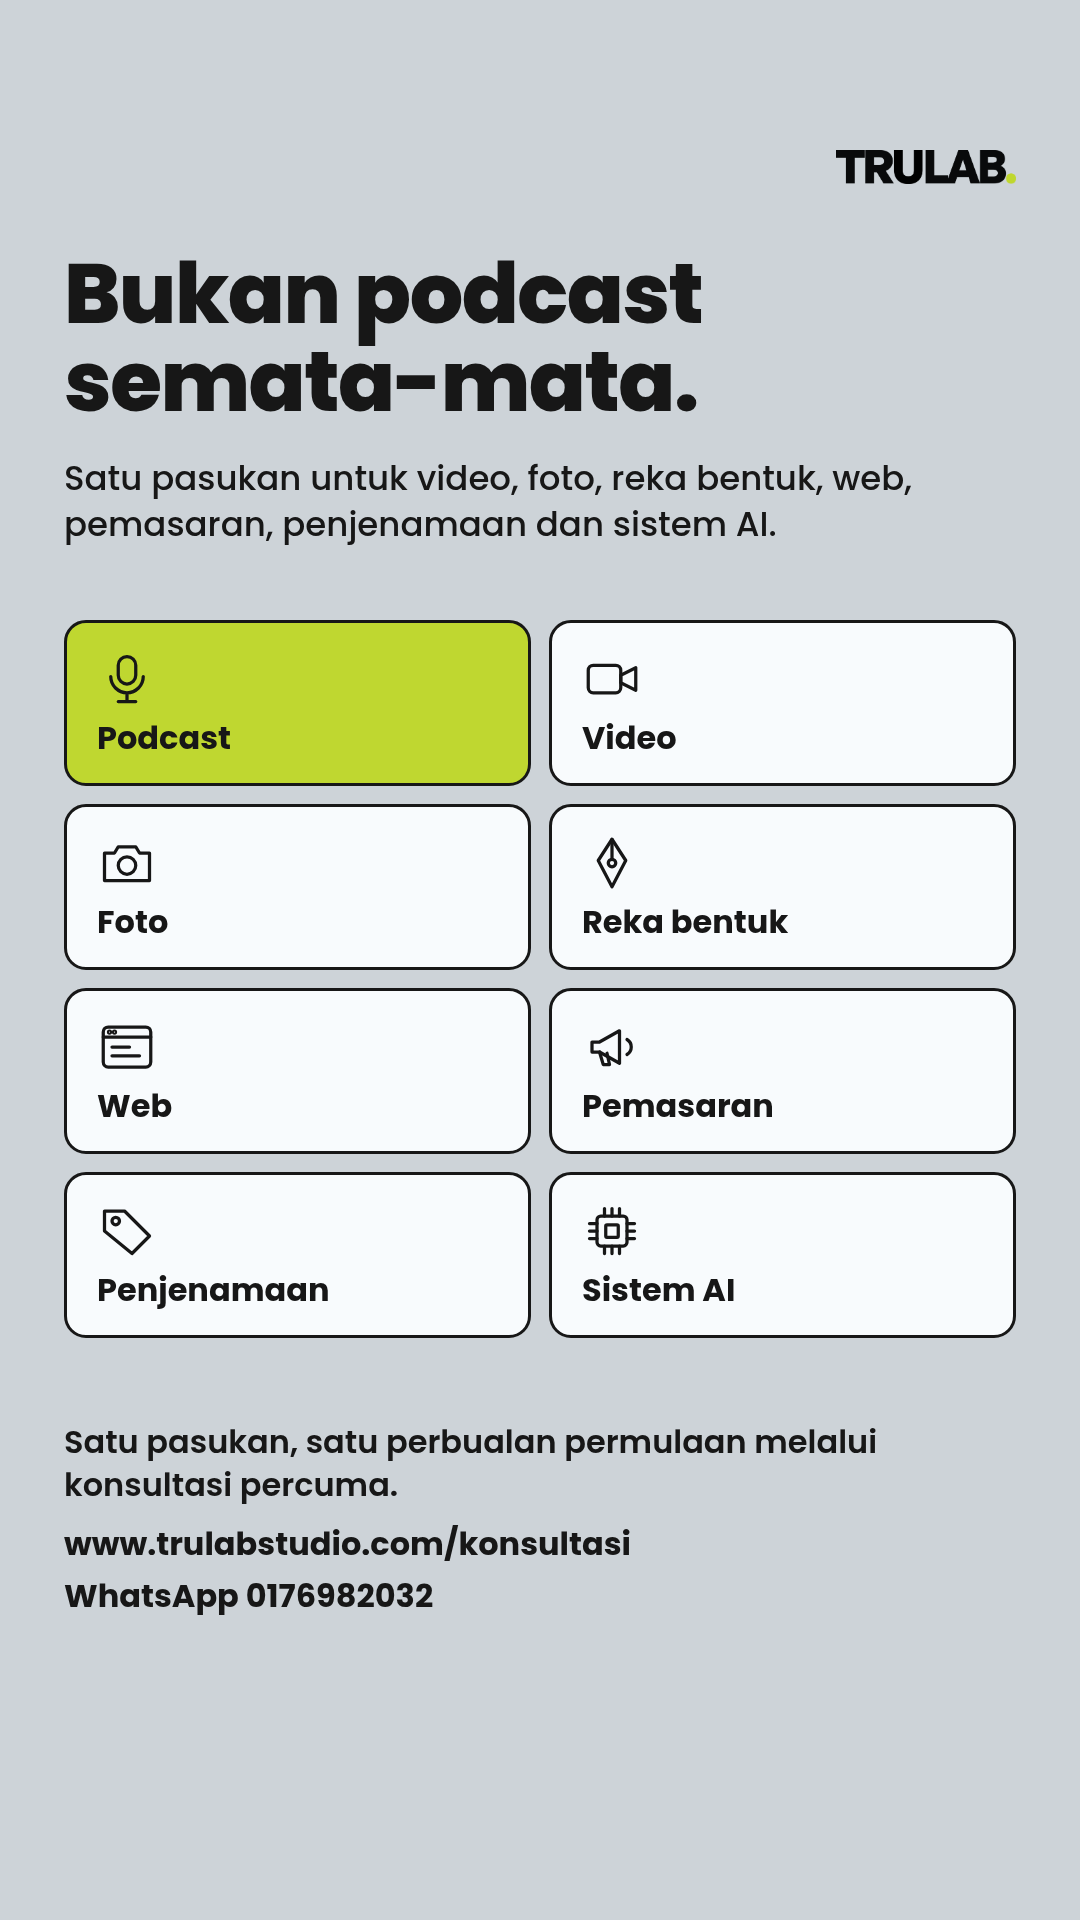 TRULAB.
Bukan podcast
semata-mata.
Satu pasukan untuk video, foto, reka bentuk, web,
pemasaran, penjenamaan dan sistem AI.
Podcast
Video
Foto
Reka bentuk
Web
Pemasaran
Penjenamaan
Sistem AI
Satu pasukan, satu perbualan permulaan melalui
konsultasi percuma.
www.trulabstudio.com/konsultasi
WhatsApp 0176982032